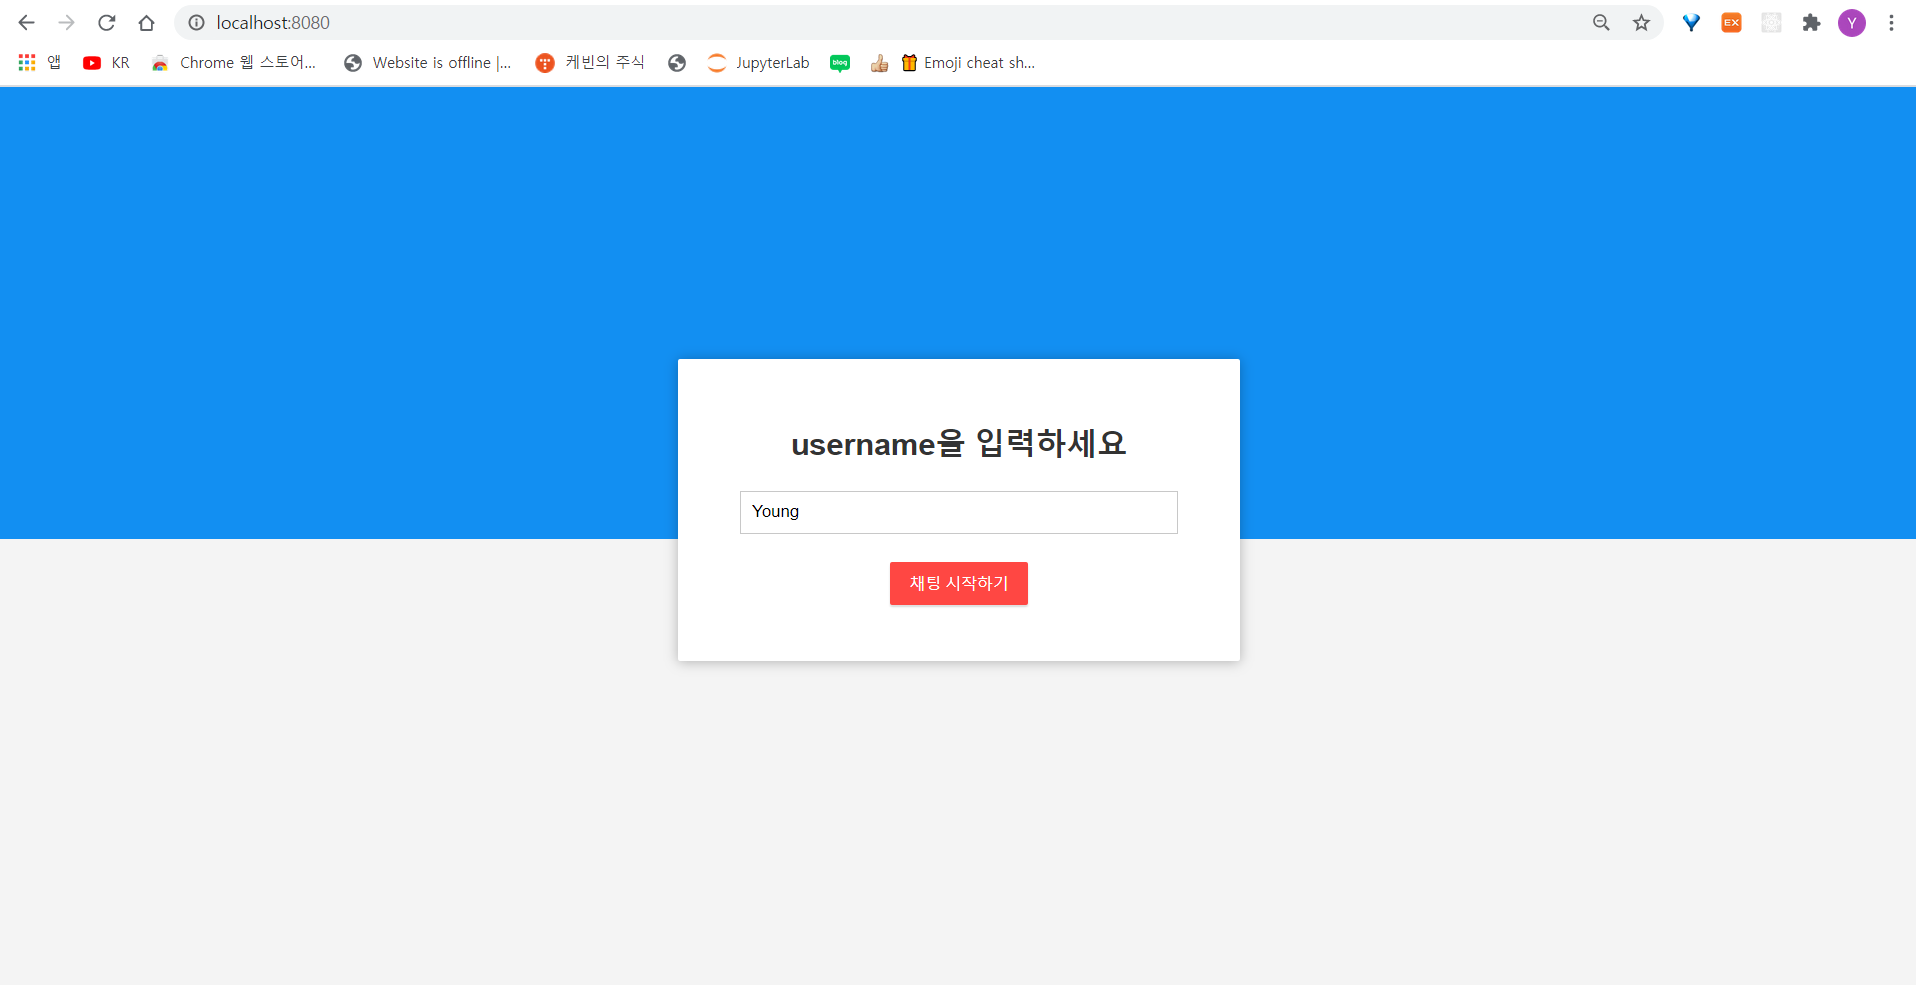 localhost:8080
EX
Y
앱
KR
Chrome 웹 스토어...
Website is offline |...
케빈의 주식
JupyterLab
blog
Emoji cheat sh...
username을 입력하세요
Young
채팅 시작하기